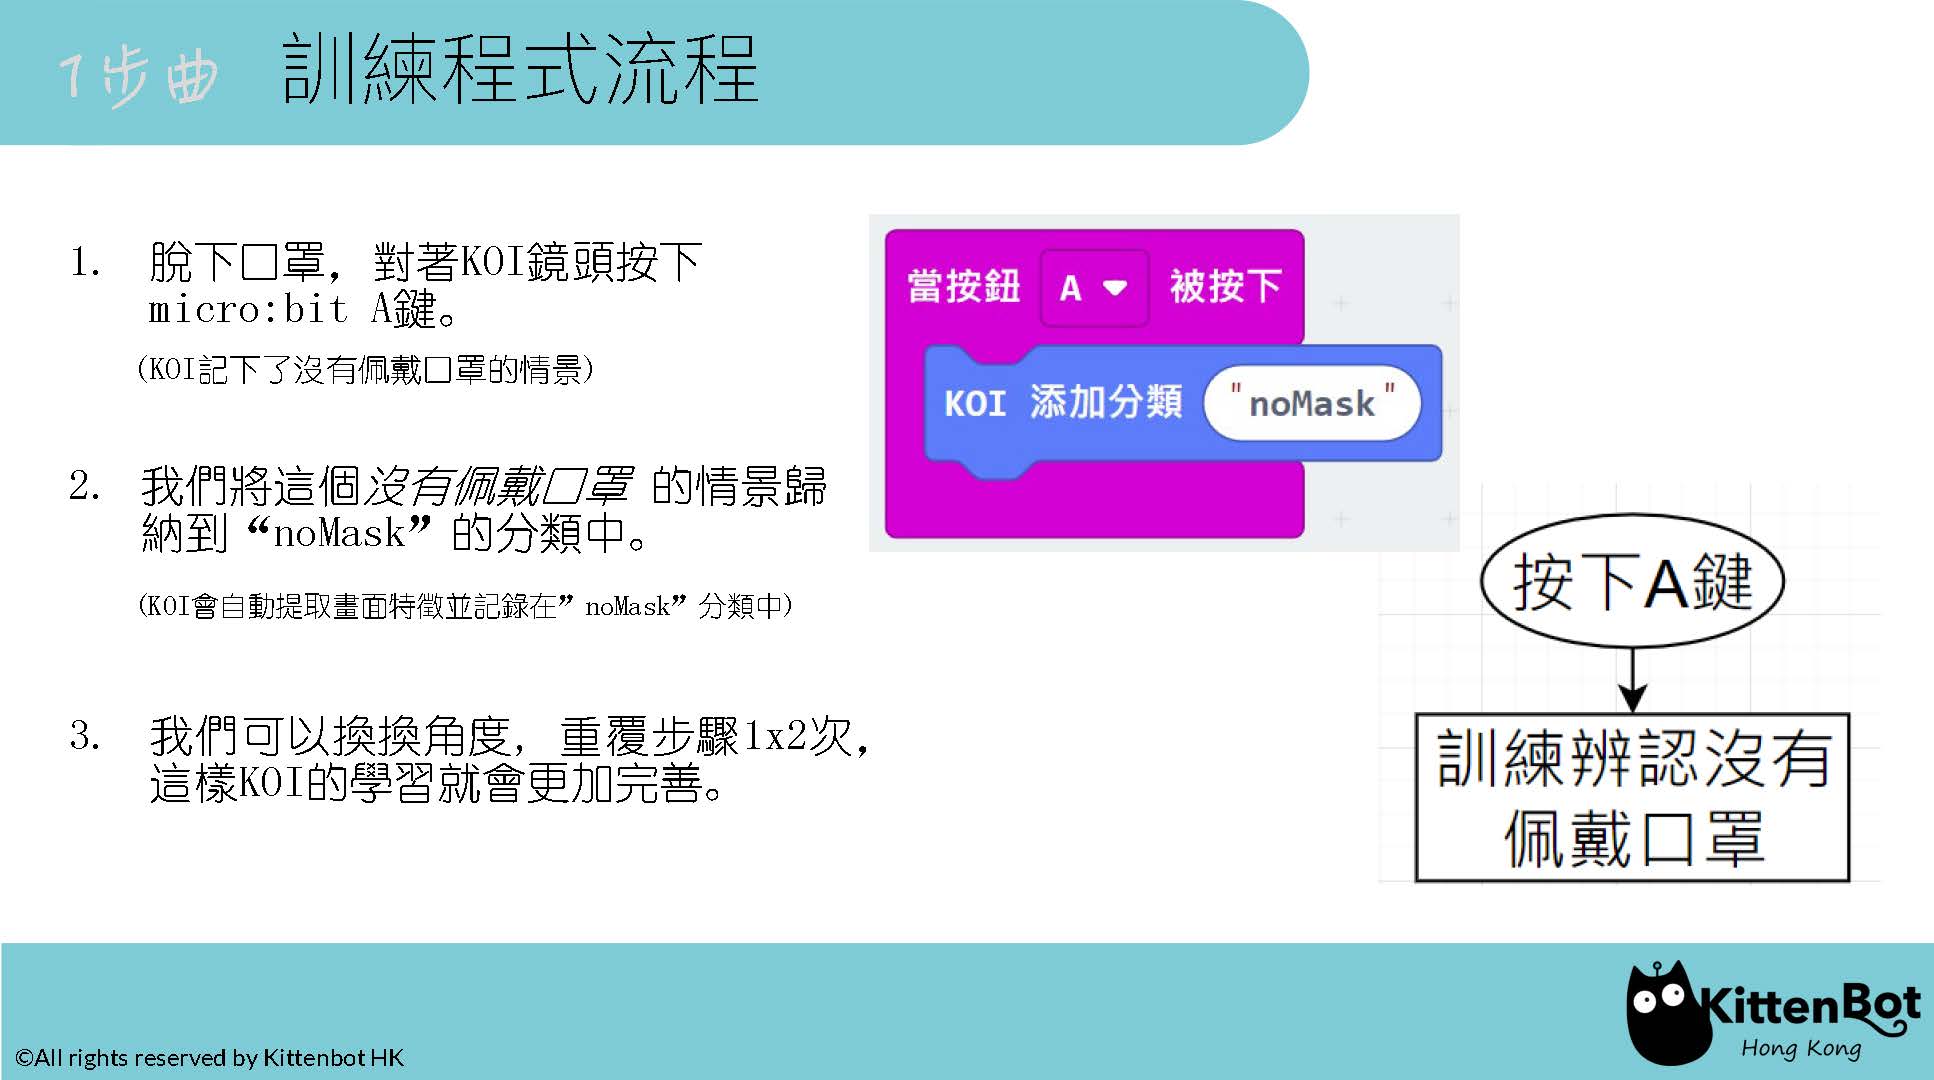 1步曲 訓練程式流程
1. 脫下口罩，對著KOI鏡頭按下
micro:bit A鍵。
(KOI記下了沒有佩戴口罩的情景)
2. 我們將這個沒有佩戴口罩 的情景歸
納到“noMask”的分類中。
(KOI會自動提取畫面特徵並記錄在”noMask”分類中)
3. 我們可以換換角度，重覆步驟1x2次，
這樣KOI的學習就會更加完善。
當按鈕 A 被按下
KOI 添加分類 "noMask"
按下A鍵
訓練辨認沒有
佩戴口罩
©All rights reserved by Kittenbot HK
KittenBot
Hong Kong